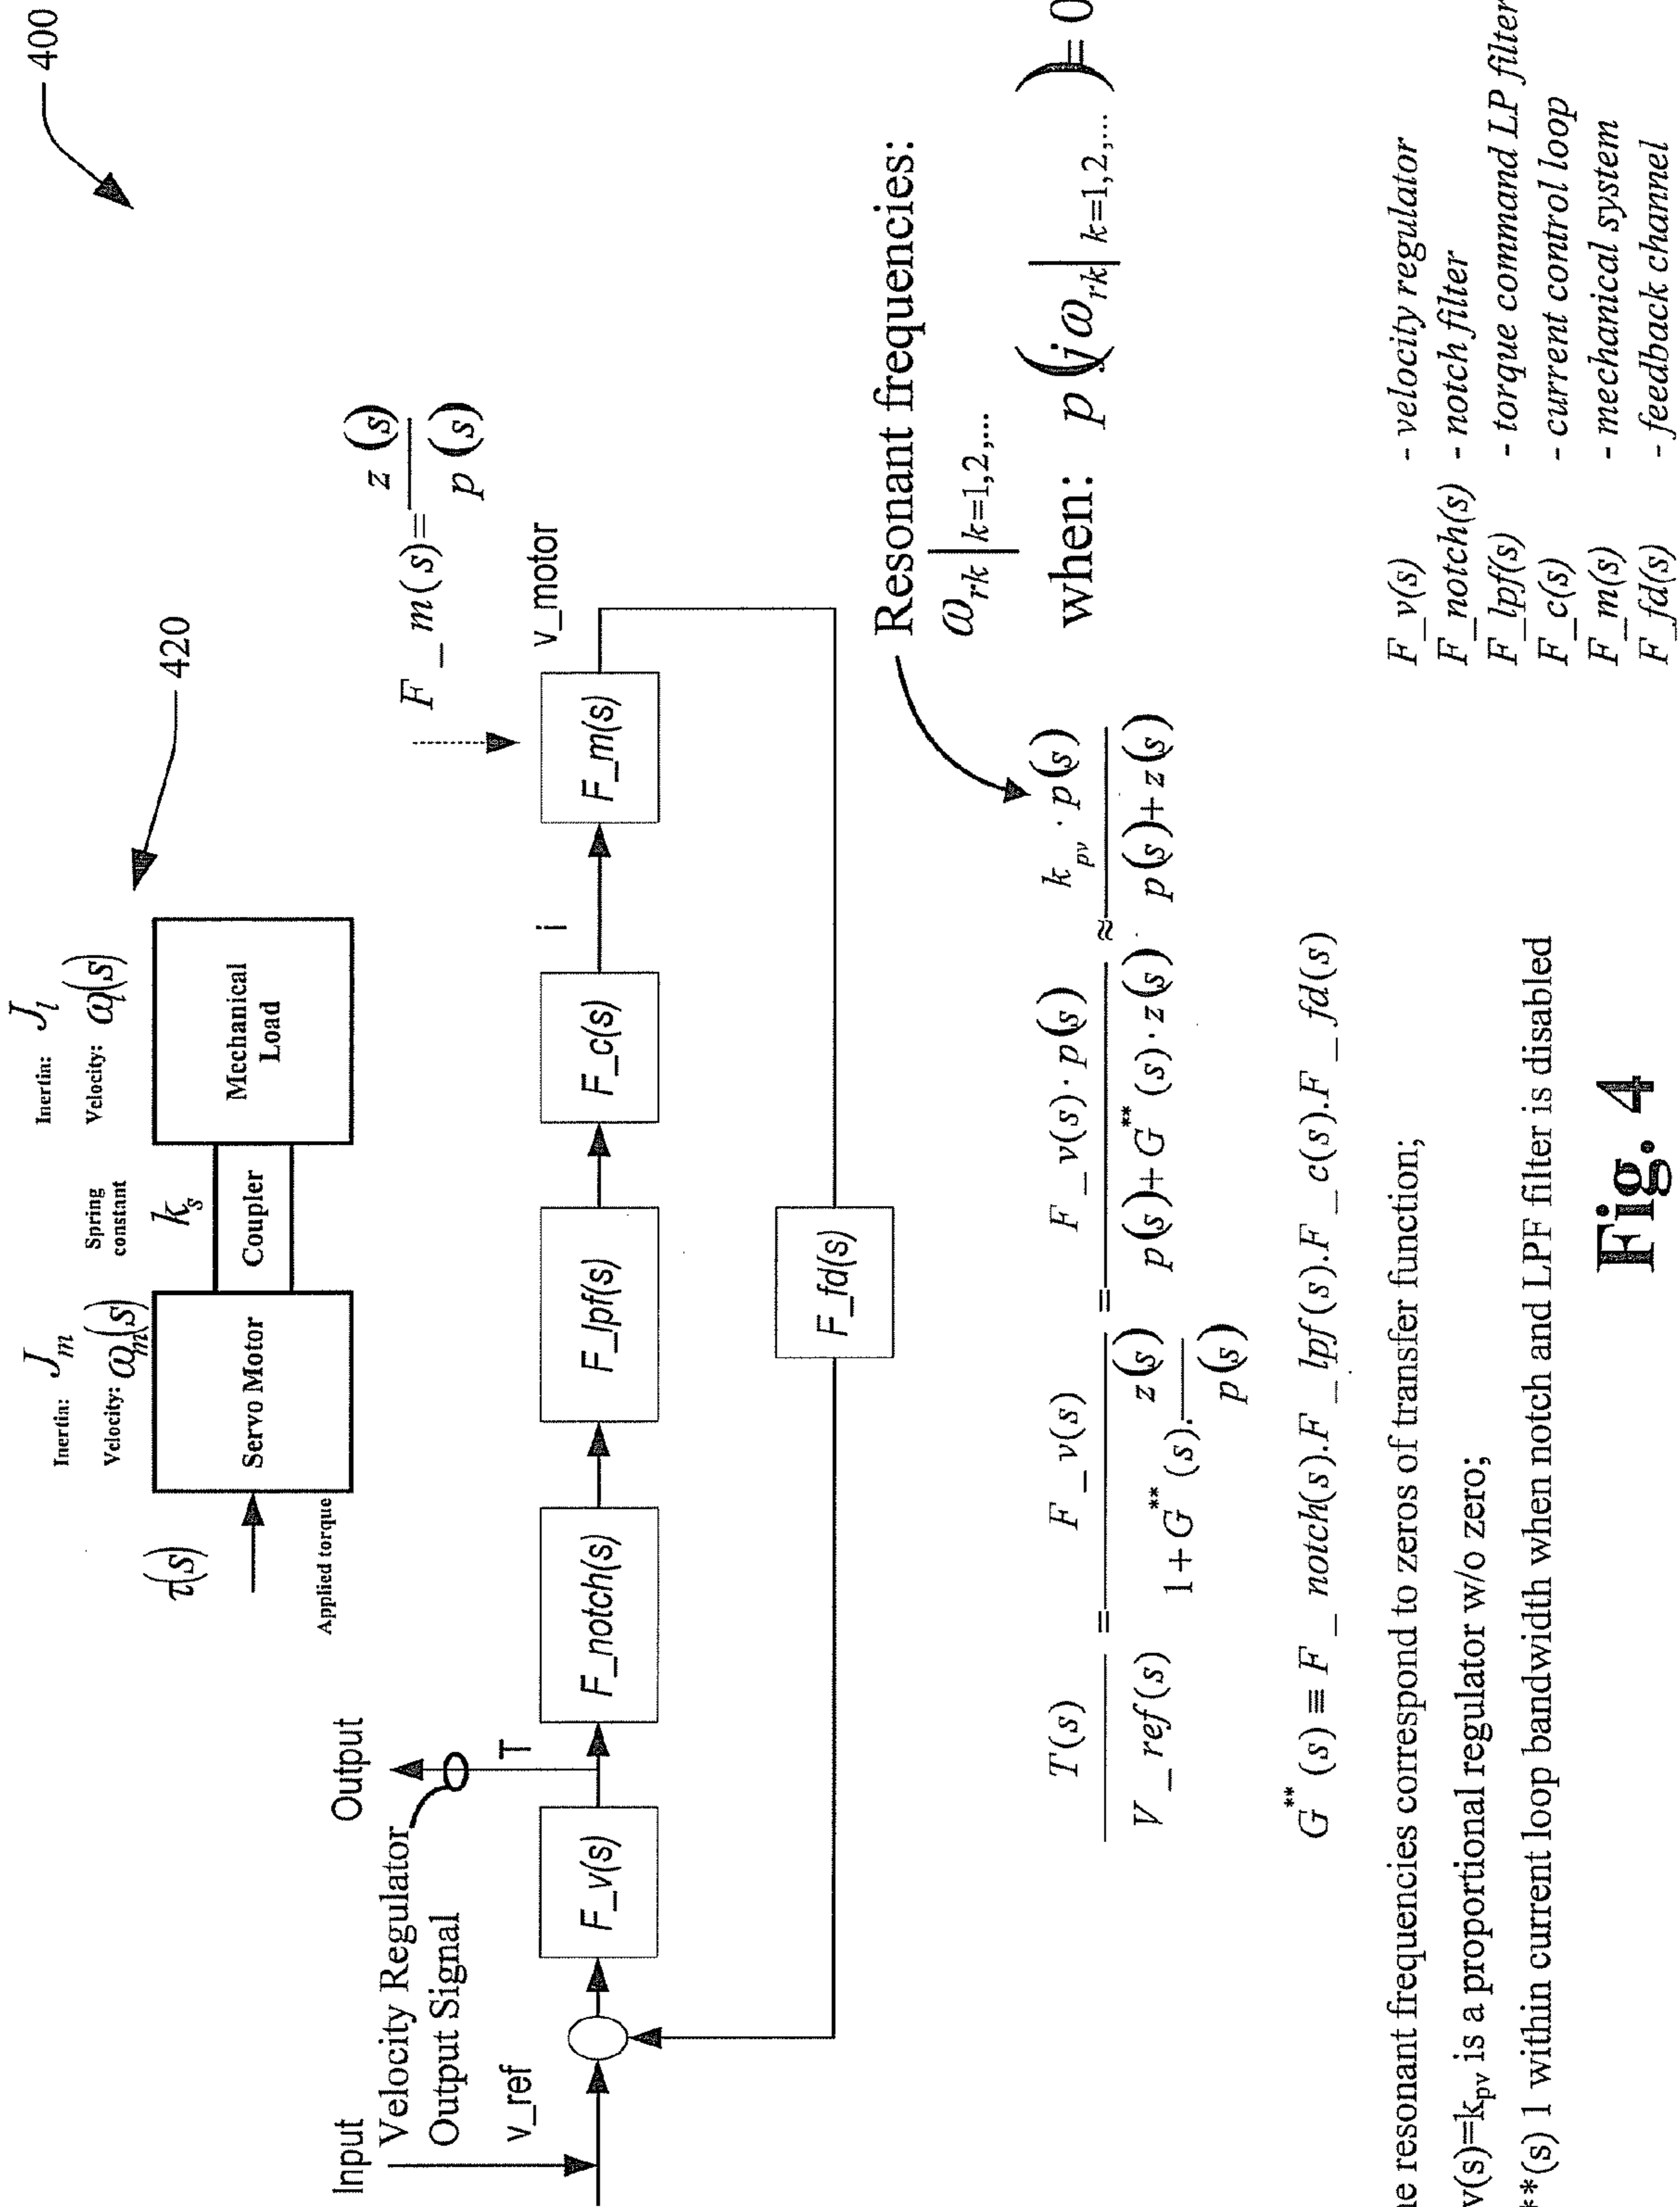 400
420
Inertia: J_m
Velocity: ω_m(s)
Spring
constant
k_s
Inertia: J_l
Velocity: ω_l(s)
τ(s)
Applied torque
Servo Motor
Coupler
Mechanical
Load
Input
Velocity Regulator
Output Signal
Output
v_ref
T
i
v_motor
F_m(s)= z(s)/p(s)
F_v(s)
F_notch(s)
F_lpf(s)
F_c(s)
F_m(s)
F_fd(s)
Resonant frequencies:
ω_rk | k=1,2,...
when: p(jω_rk | k=1,2,...)= 0
T(s)/V_ref(s) = F_v(s)/(1+G**(s).z(s)/p(s)) = F_v(s)·p(s)/(p(s)+G**(s)·z(s)) ≈ k_pv·p(s)/(p(s)+z(s))
G**(s) ≡ F_notch(s).F_lpf(s).F_c(s).F_fd(s)
resonant frequencies correspond to zeros of transfer function;
v(s)=k_pv is a proportional regulator w/o zero;
**(s) 1 within current loop bandwidth when notch and LPF filter is disabled
F_v(s) - velocity regulator
F_notch(s) - notch filter
F_lpf(s) - torque command LP filter
F_c(s) - current control loop
F_m(s) - mechanical system
F_fd(s) - feedback channel
Fig. 4